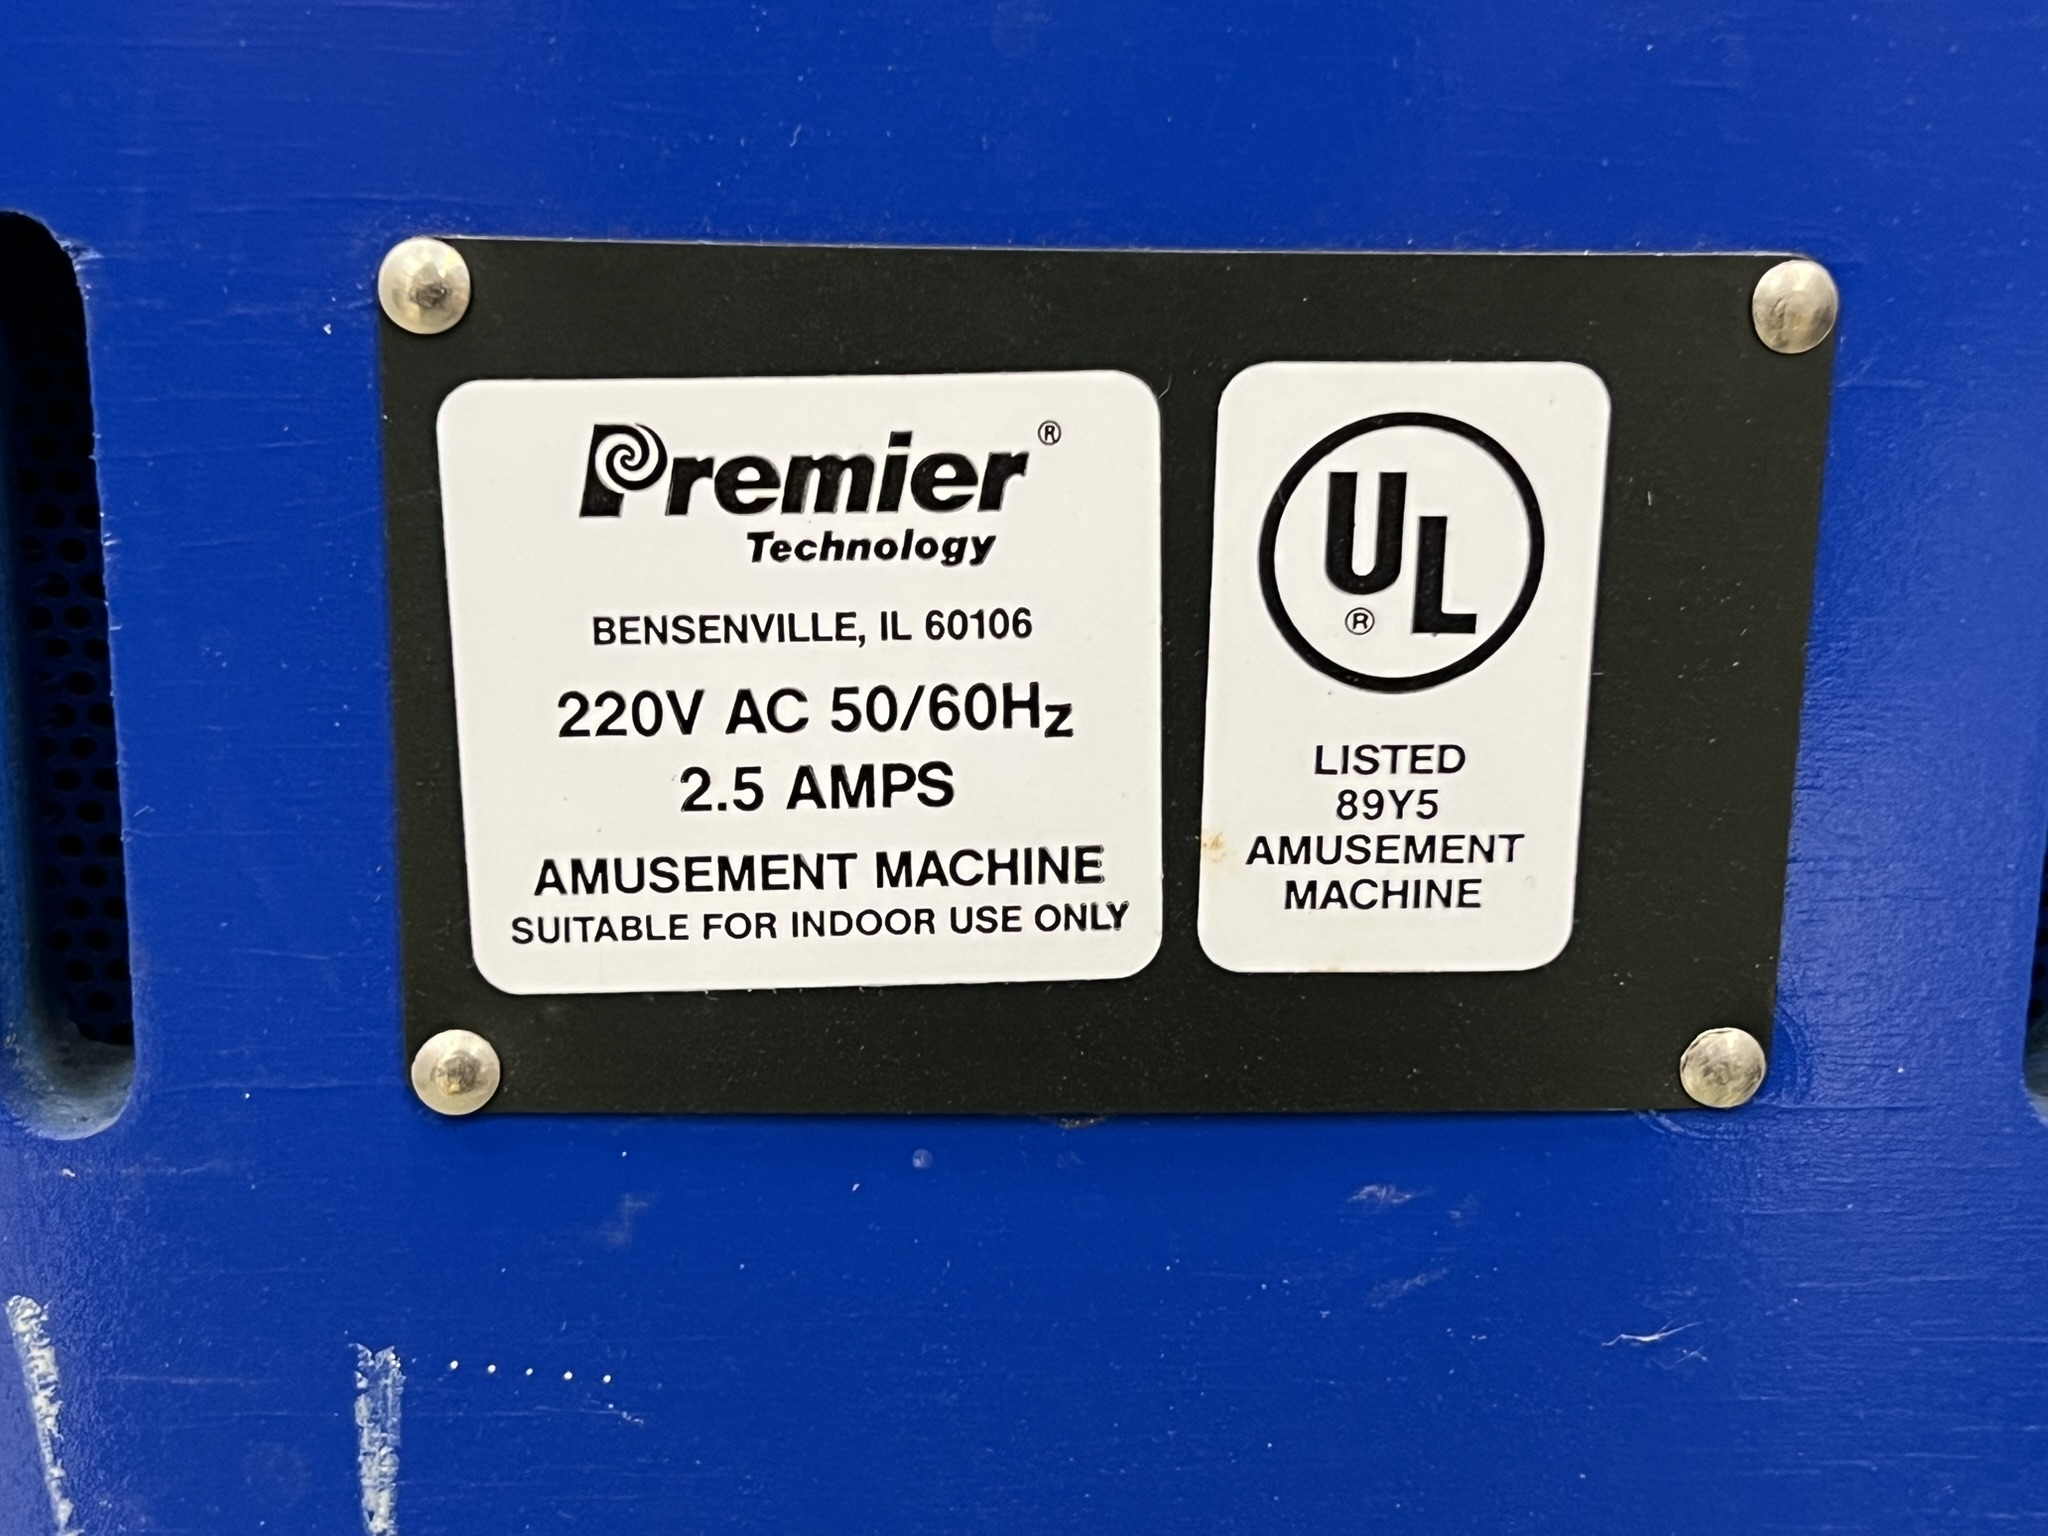 Premier®
Technology
BENSENVILLE, IL 60106
220V AC 50/60Hz
2.5 AMPS
AMUSEMENT MACHINE
SUITABLE FOR INDOOR USE ONLY
UL
®
LISTED
89Y5
AMUSEMENT
MACHINE